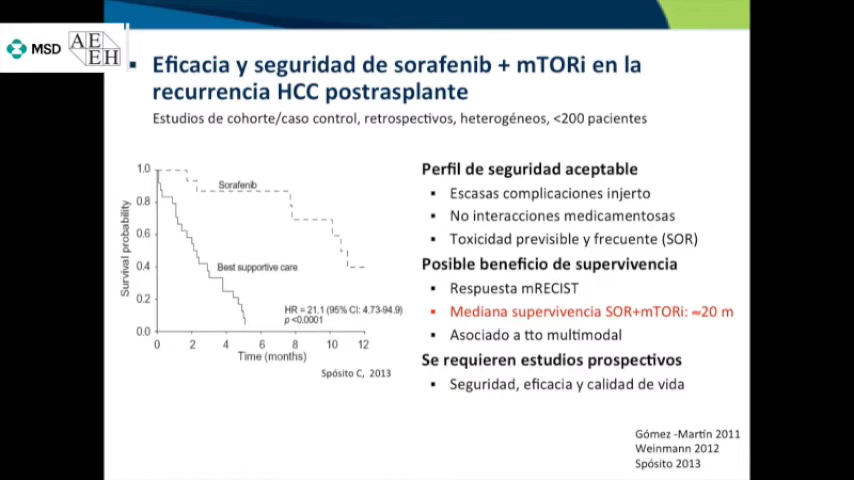 MSD
AE
EH
▪ Eficacia y seguridad de sorafenib + mTORi en la
recurrencia HCC postrasplante
Estudios de cohorte/caso control, retrospectivos, heterogéneos, <200 pacientes
1.0
0.8
0.6
0.4
0.2
0.0
Survival probability
Sorafenib
Best supportive care
HR = 21.1 (95% CI: 4.73-94.9)
p <0.0001
0 2 4 6 8 10 12
Time (months)
Spósito C, 2013
Perfil de seguridad aceptable
▪ Escasas complicaciones injerto
▪ No interacciones medicamentosas
▪ Toxicidad previsible y frecuente (SOR)
Posible beneficio de supervivencia
▪ Respuesta mRECIST
▪ Mediana supervivencia SOR+mTORi: ≈20 m
▪ Asociado a tto multimodal
Se requieren estudios prospectivos
▪ Seguridad, eficacia y calidad de vida
Gómez -Martín 2011
Weinmann 2012
Spósito 2013